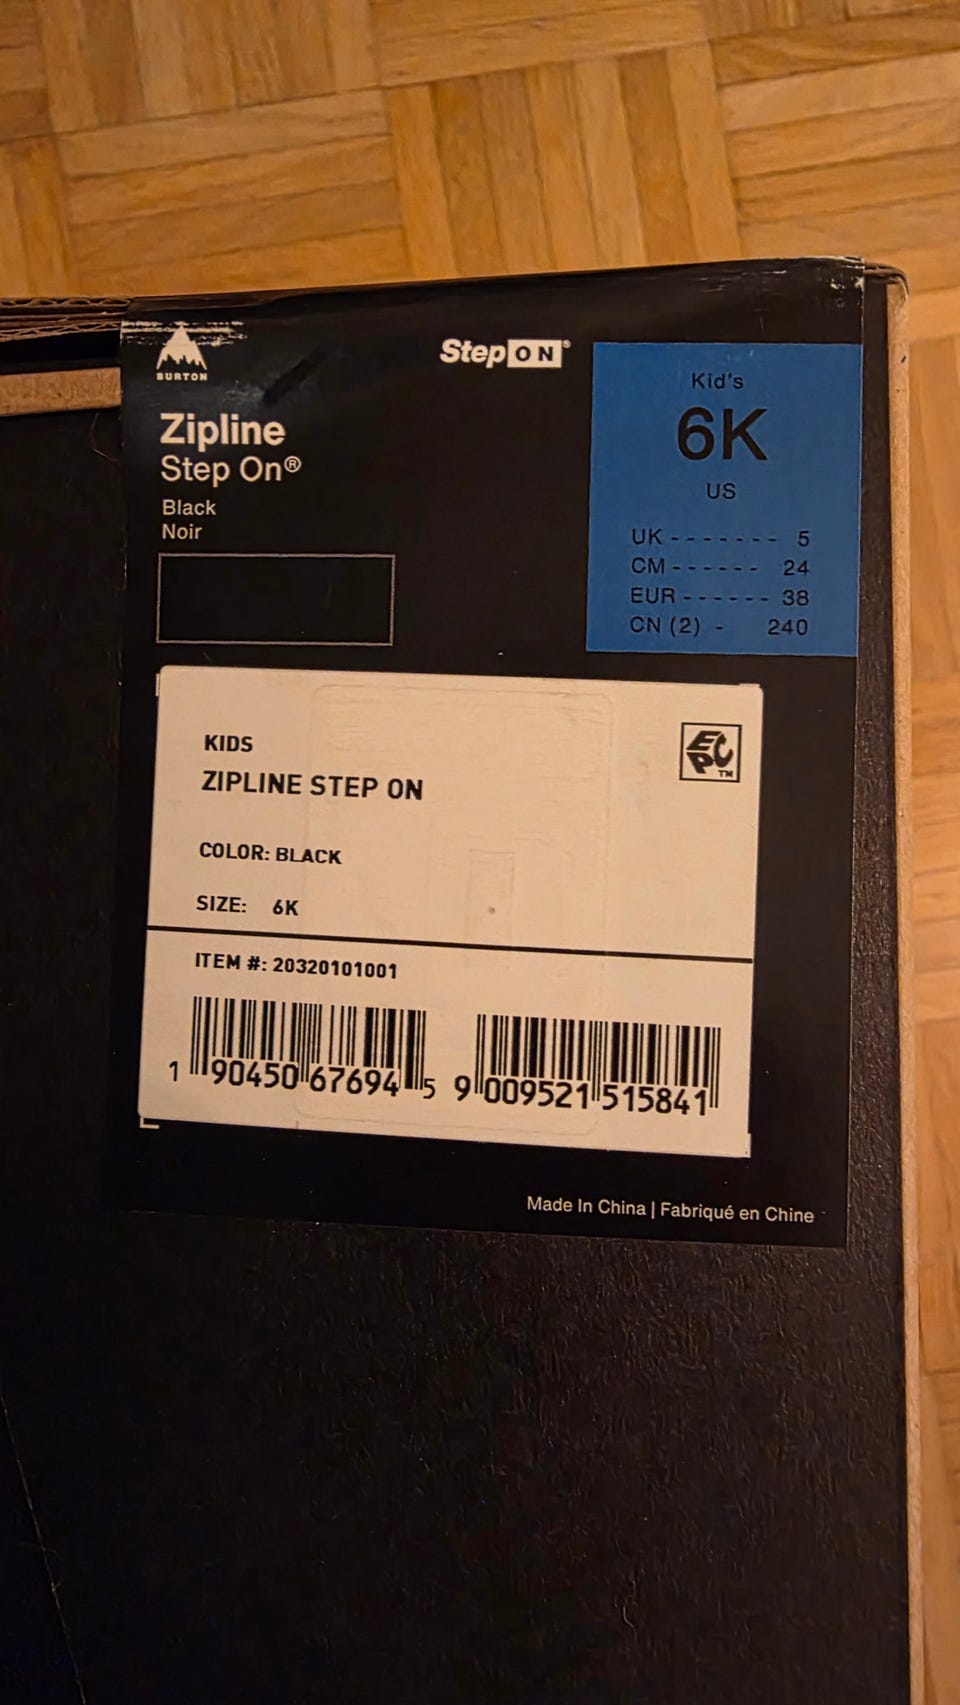 BURTON
StepON®
Zipline
Step On®
Black
Noir
Kid's
6K
US
UK - - - - - - - 5
CM - - - - - - 24
EUR - - - - - - 38
CN (2) - 240
KIDS
ZIPLINE STEP ON
EPC™
COLOR: BLACK
SIZE: 6K
ITEM #: 20320101001
1 90450 67694 5
9 009521 515841
Made In China | Fabriqué en Chine